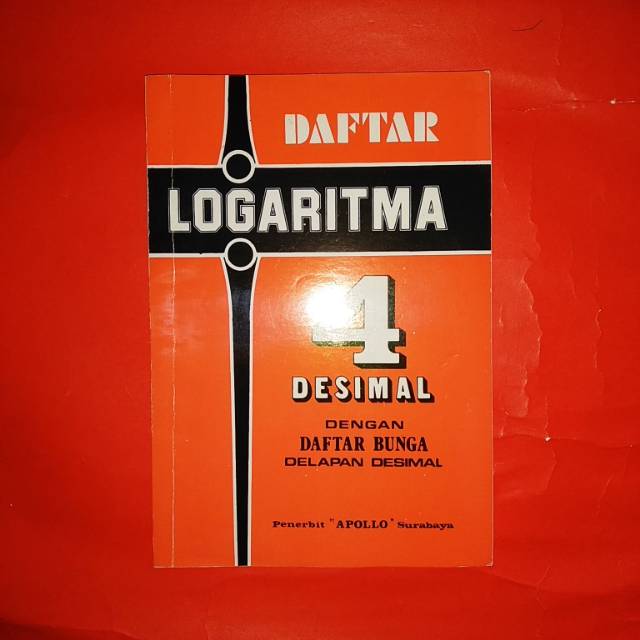 DAFTAR
LOGARITMA
4
DESIMAL
DENGAN
DAFTAR BUNGA
DELAPAN DESIMAL
Penerbit "APOLLO" Surabaya